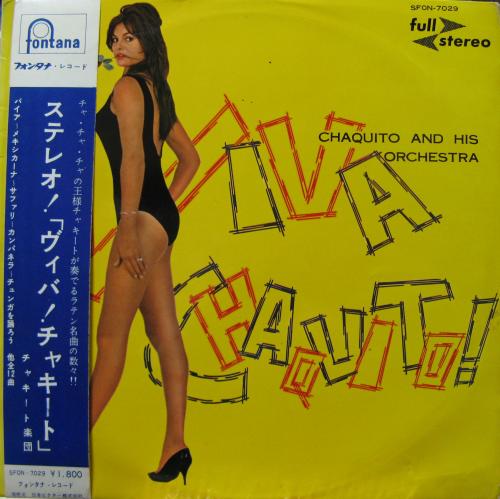 fontana
フォンタナ・レコード
チャ・チャ・チャの王様チャキートが奏でるラテン名曲の数々!!
ステレオ!「ヴィバ!チャキート」
バイアーメキシカーナーサファリーカンパネラーチュンガを踊ろう 他全12曲
チャキート楽団
SFON-7029 ¥1,800
フォンタナ・レコード
SFON-7029
full stereo
CHAQUITO AND HIS
ORCHESTRA
VIVA
CHAQUITO!